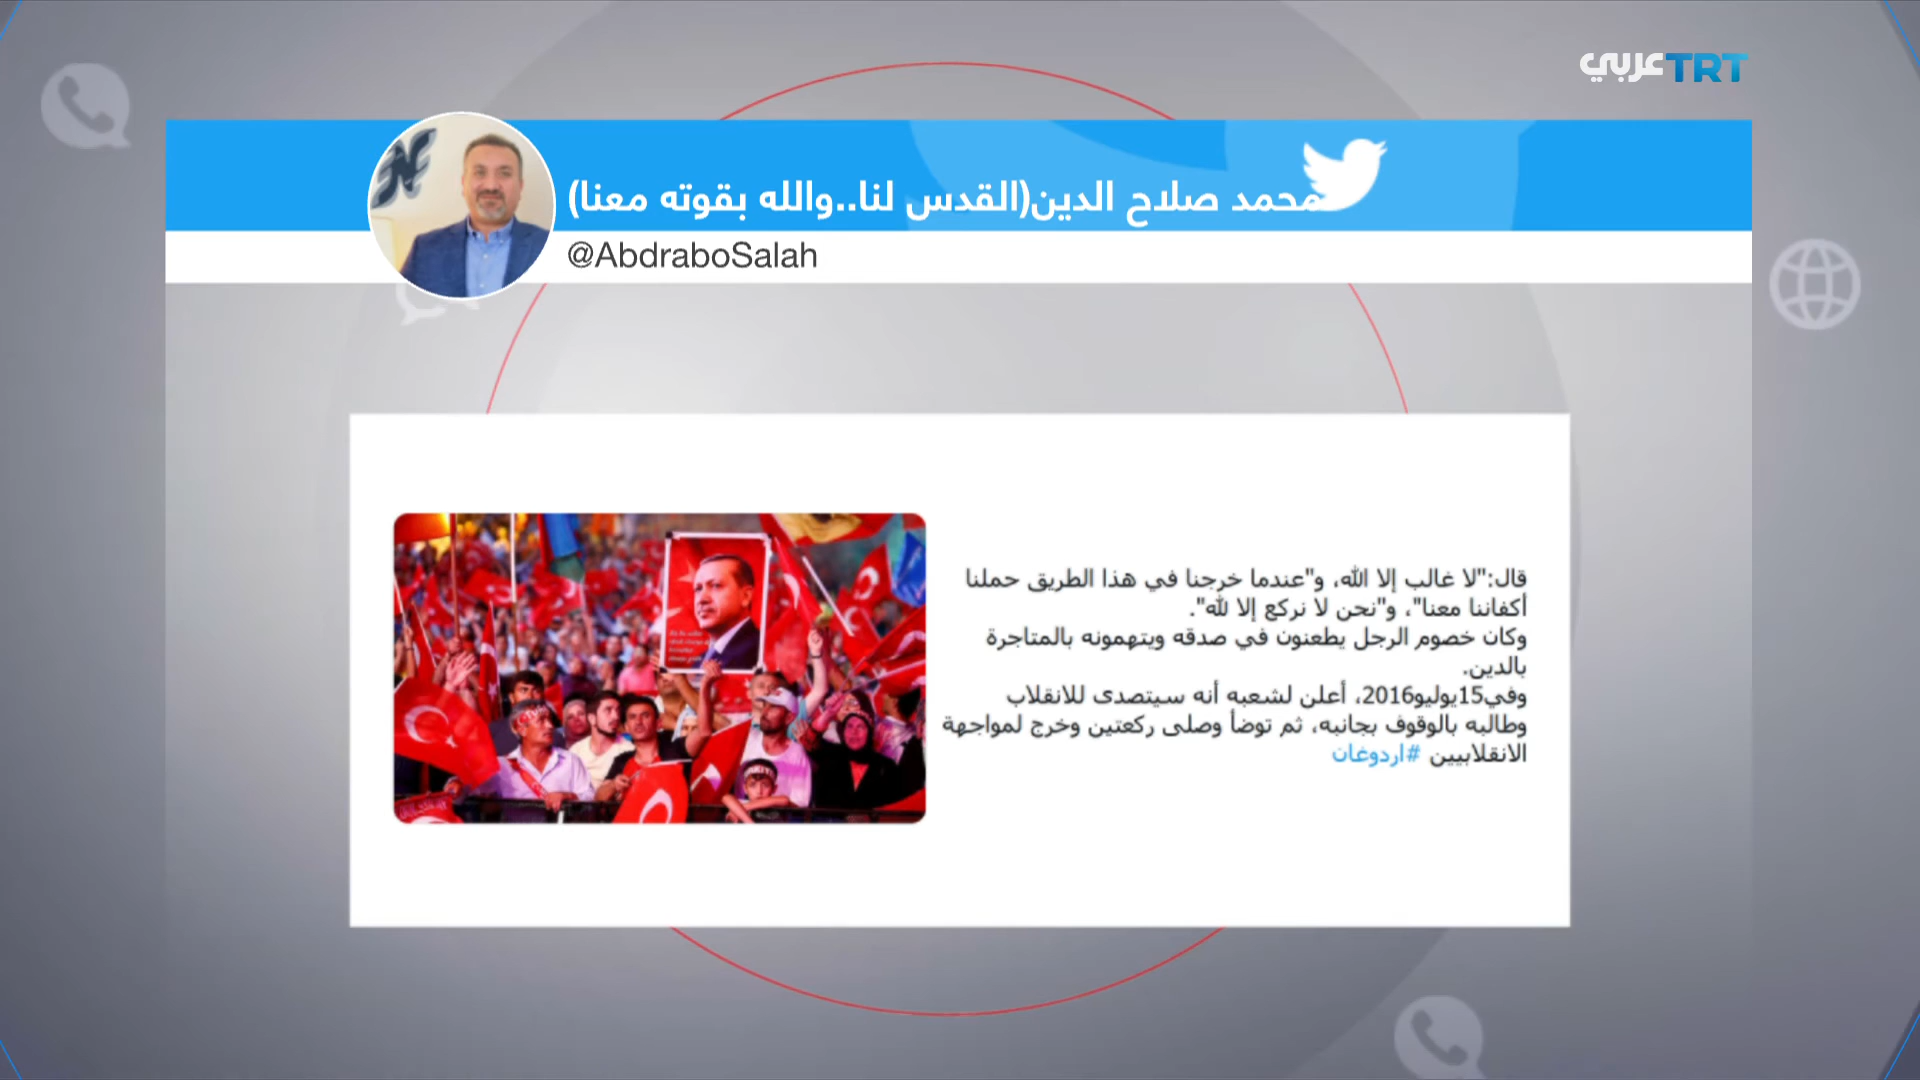 TRT عربي
محمد صلاح الدين(القدس لنا..والله بقوته معنا)
@AbdraboSalah
قال:"لا غالب إلا الله، و"عندما خرجنا في هذا الطريق حملنا
أكفاننا معنا"، و"نحن لا نركع إلا لله".
وكان خصوم الرجل يطعنون في صدقه ويتهمونه بالمتاجرة
بالدين.
وفي15يوليو2016، أعلن لشعبه أنه سيتصدى للانقلاب
وطالبه بالوقوف بجانبه، ثم توضأ وصلى ركعتين وخرج لمواجهة
الانقلابيين #اردوغان